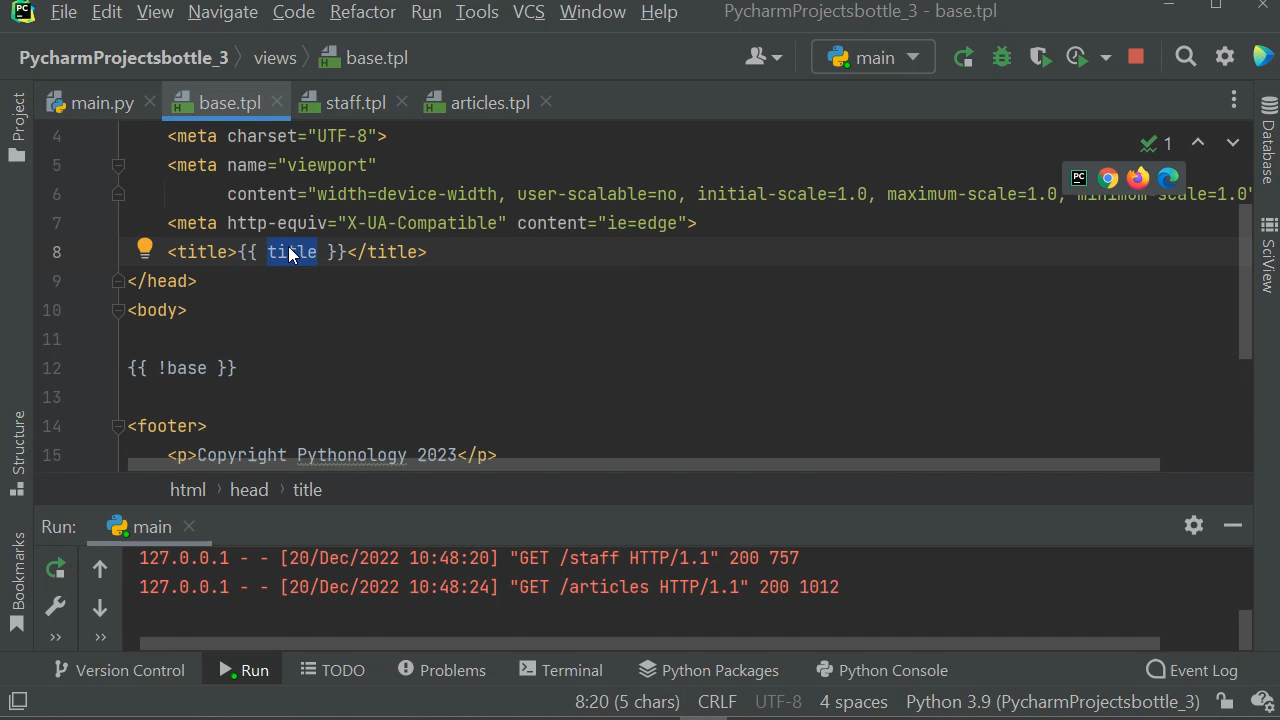 File Edit View Navigate Code Refactor Run Tools VCS Window Help PycharmProjectsbottle_3 - base.tpl
PycharmProjectsbottle_3 views base.tpl main
Project
main.py base.tpl staff.tpl articles.tpl
4 <meta charset="UTF-8">
1
5 <meta name="viewport"
6 content="width=device-width, user-scalable=no, initial-scale=1.0, maximum-scale=1.0, minimum-scale=1.0"
7 <meta http-equiv="X-UA-Compatible" content="ie=edge">
8 <title>{{ title }}</title>
9 </head>
10 <body>
11
12 {{ !base }}
13
14 <footer>
15 <p>Copyright Pythonology 2023</p>
html head title
Database
SciView
Structure
Bookmarks
Run: main
127.0.0.1 - - [20/Dec/2022 10:48:20] "GET /staff HTTP/1.1" 200 757
127.0.0.1 - - [20/Dec/2022 10:48:24] "GET /articles HTTP/1.1" 200 1012
Version Control Run TODO Problems Terminal Python Packages Python Console Event Log
8:20 (5 chars) CRLF UTF-8 4 spaces Python 3.9 (PycharmProjectsbottle_3)